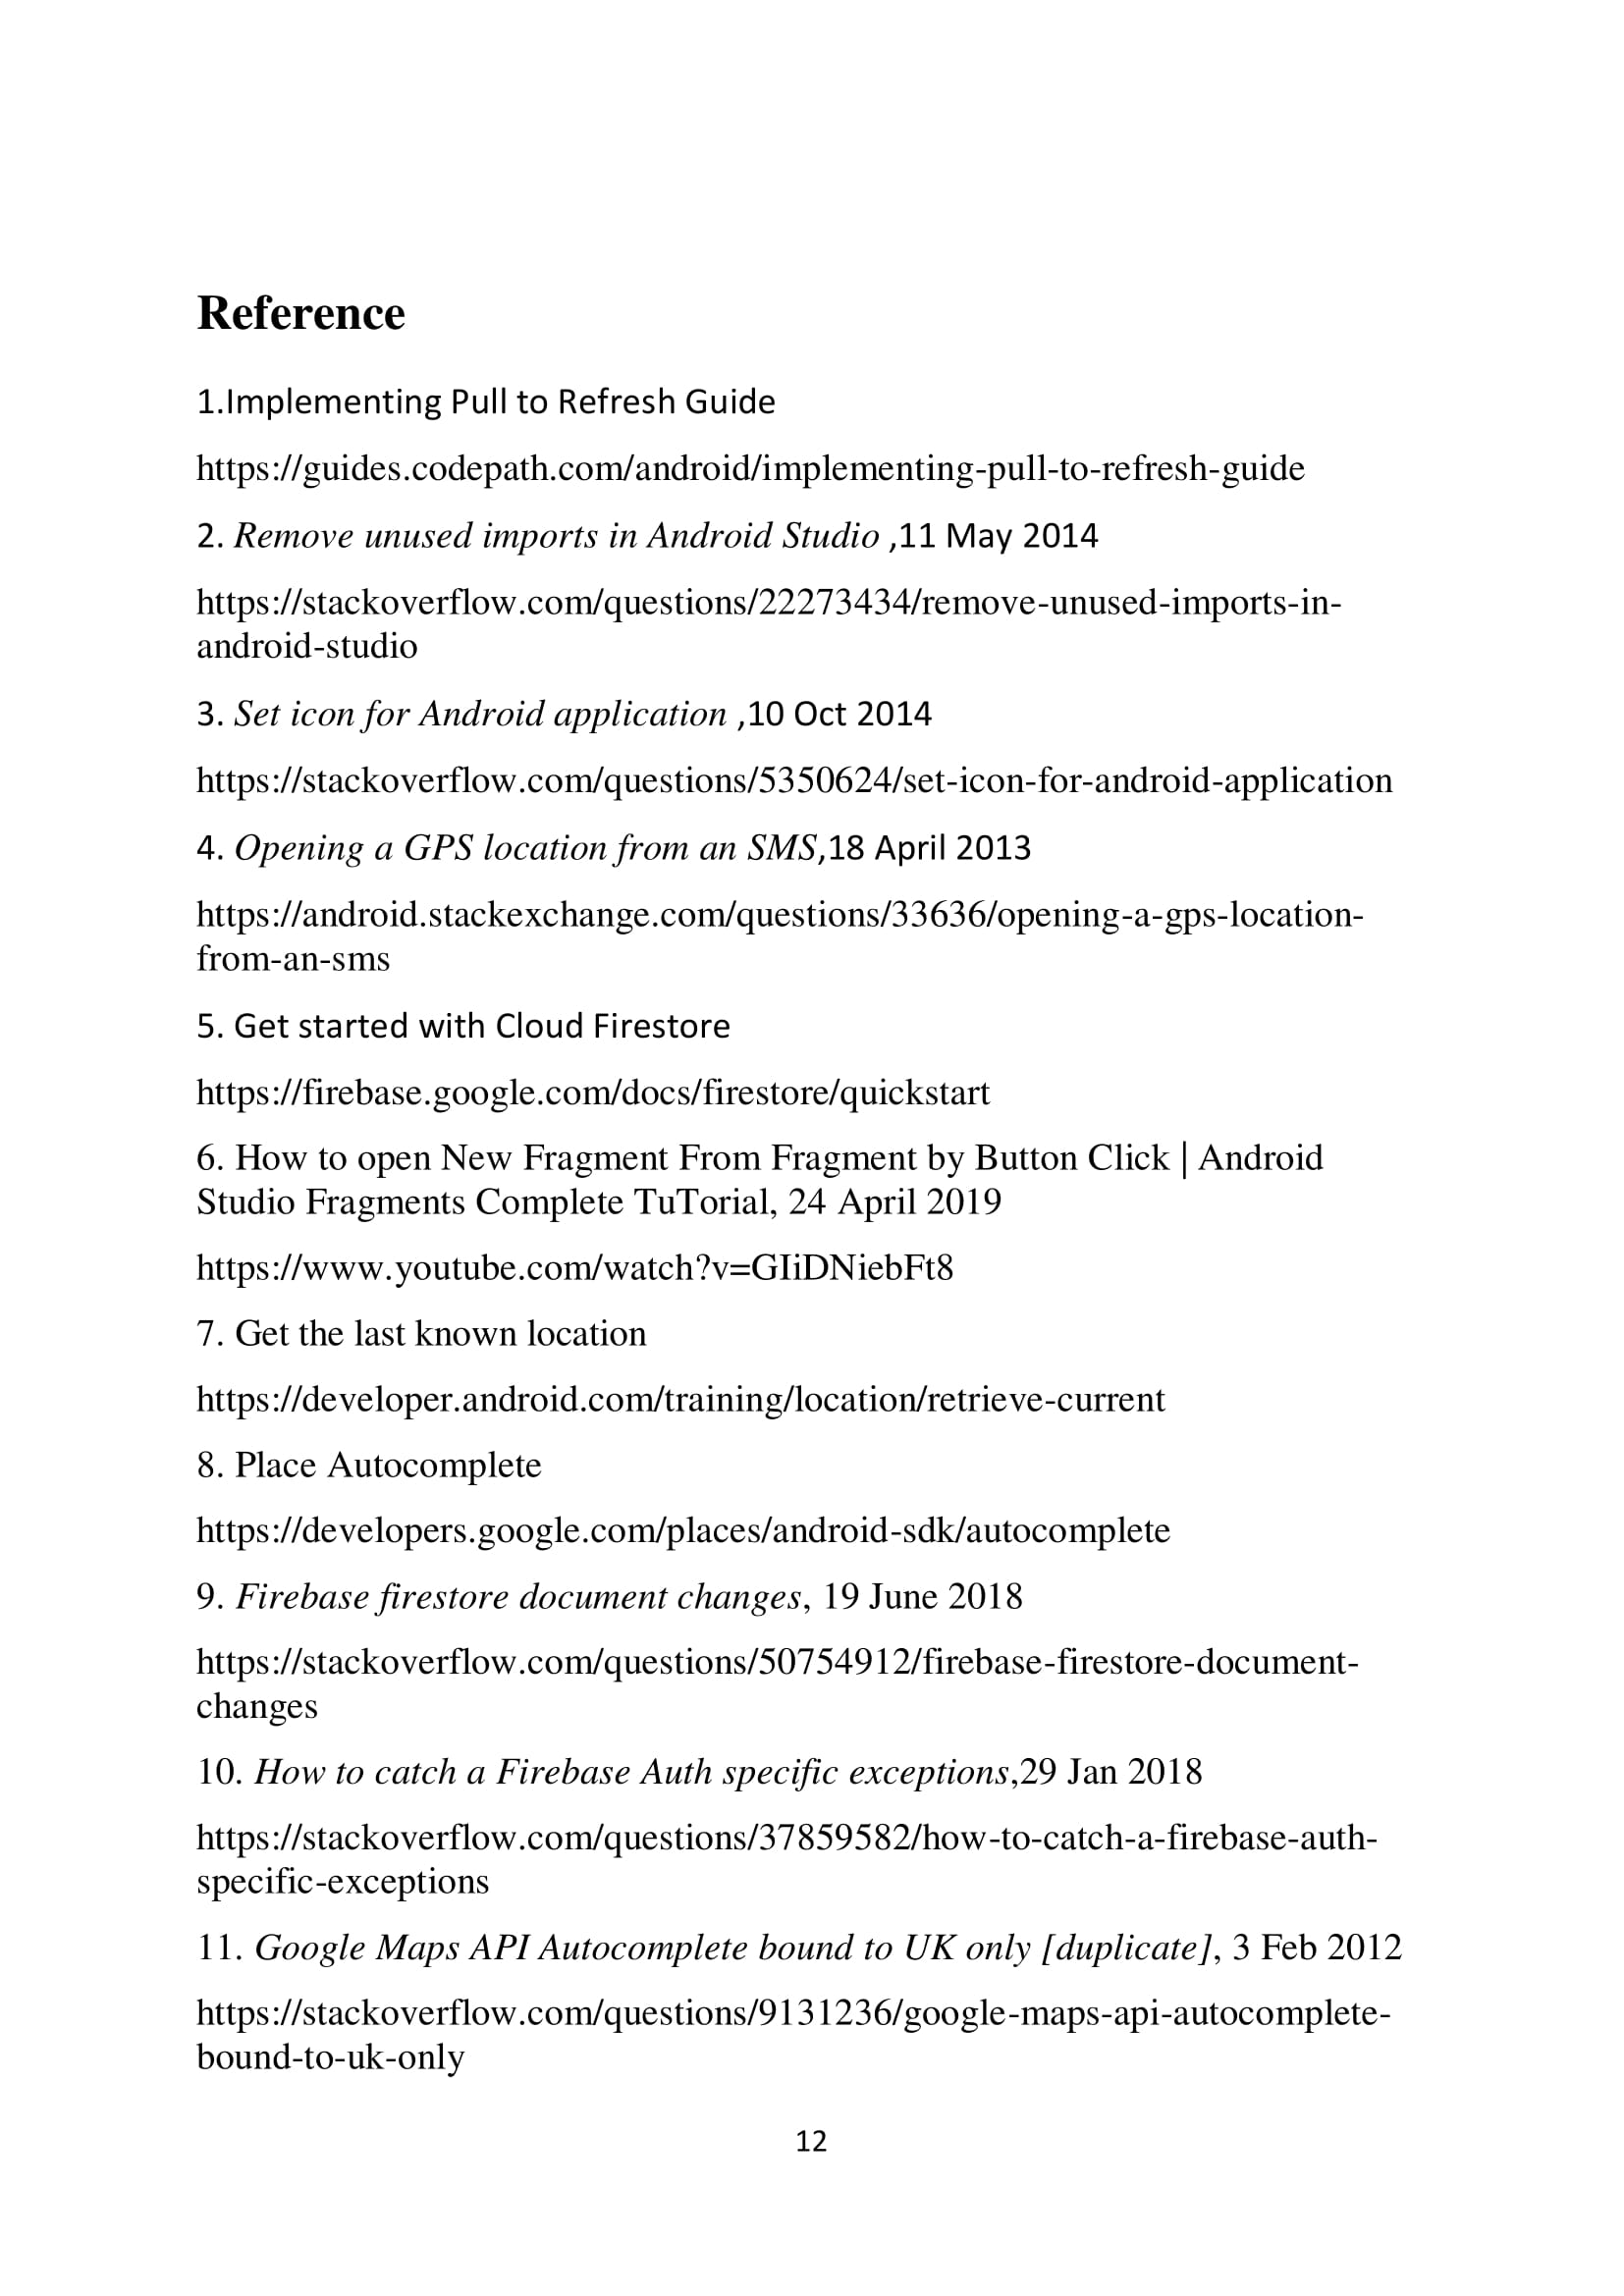 Reference
1.Implementing Pull to Refresh Guide
https://guides.codepath.com/android/implementing-pull-to-refresh-guide
2. Remove unused imports in Android Studio ,11 May 2014
https://stackoverflow.com/questions/22273434/remove-unused-imports-in-
android-studio
3. Set icon for Android application ,10 Oct 2014
https://stackoverflow.com/questions/5350624/set-icon-for-android-application
4. Opening a GPS location from an SMS,18 April 2013
https://android.stackexchange.com/questions/33636/opening-a-gps-location-
from-an-sms
5. Get started with Cloud Firestore
https://firebase.google.com/docs/firestore/quickstart
6. How to open New Fragment From Fragment by Button Click | Android
Studio Fragments Complete TuTorial, 24 April 2019
https://www.youtube.com/watch?v=GIiDNiebFt8
7. Get the last known location
https://developer.android.com/training/location/retrieve-current
8. Place Autocomplete
https://developers.google.com/places/android-sdk/autocomplete
9. Firebase firestore document changes, 19 June 2018
https://stackoverflow.com/questions/50754912/firebase-firestore-document-
changes
10. How to catch a Firebase Auth specific exceptions,29 Jan 2018
https://stackoverflow.com/questions/37859582/how-to-catch-a-firebase-auth-
specific-exceptions
11. Google Maps API Autocomplete bound to UK only [duplicate], 3 Feb 2012
https://stackoverflow.com/questions/9131236/google-maps-api-autocomplete-
bound-to-uk-only
12